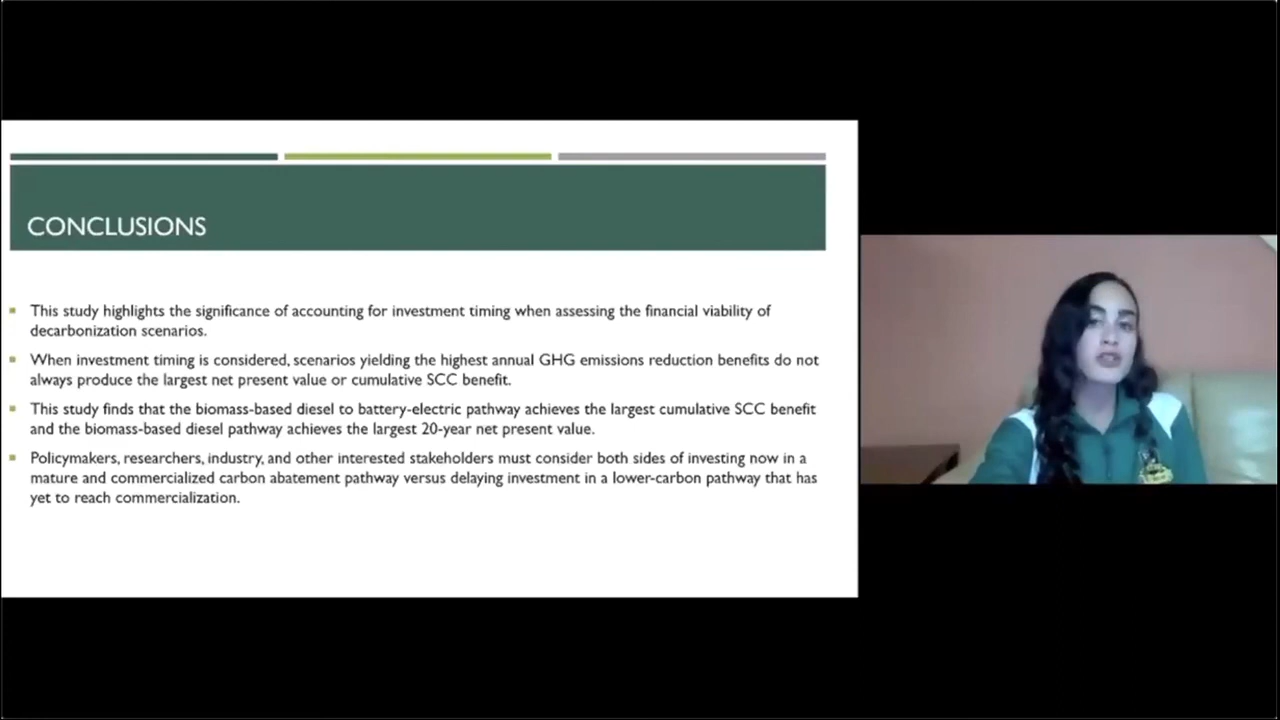 CONCLUSIONS
This study highlights the significance of accounting for investment timing when assessing the financial viability of
decarbonization scenarios.
When investment timing is considered, scenarios yielding the highest annual GHG emissions reduction benefits do not
always produce the largest net present value or cumulative SCC benefit.
This study finds that the biomass-based diesel to battery-electric pathway achieves the largest cumulative SCC benefit
and the biomass-based diesel pathway achieves the largest 20-year net present value.
Policymakers, researchers, industry, and other interested stakeholders must consider both sides of investing now in a
mature and commercialized carbon abatement pathway versus delaying investment in a lower-carbon pathway that has
yet to reach commercialization.